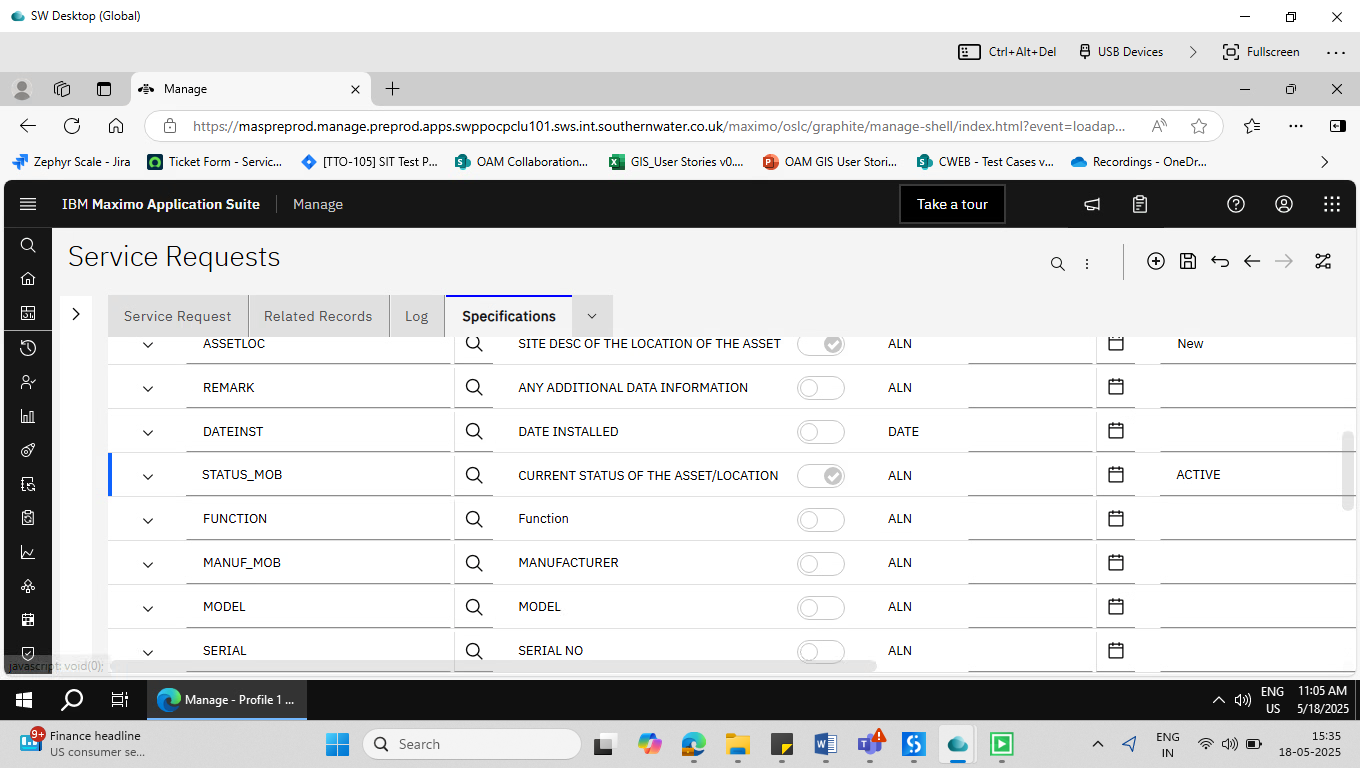 SW Desktop (Global)
Ctrl+Alt+Del
USB Devices
Fullscreen
Manage
https://maspreprod.manage.preprod.apps.swppocpclu101.sws.int.southernwater.co.uk/maximo/oslc/graphite/manage-shell/index.html?event=loadap...
Zephyr Scale - Jira
Ticket Form - Servic...
[TTO-105] SIT Test P...
OAM Collaboration...
GIS_User Stories v0....
OAM GIS User Stori...
CWEB - Test Cases v...
Recordings - OneDr...
IBM Maximo Application Suite
Manage
Take a tour
Service Requests
Service Request
Related Records
Log
Specifications
ASSETLOC SITE DESC OF THE LOCATION OF THE ASSET ALN New
REMARK ANY ADDITIONAL DATA INFORMATION ALN
DATEINST DATE INSTALLED DATE
STATUS_MOB CURRENT STATUS OF THE ASSET/LOCATION ALN ACTIVE
FUNCTION Function ALN
MANUF_MOB MANUFACTURER ALN
MODEL MODEL ALN
SERIAL SERIAL NO ALN
javascript: void(0);
Manage - Profile 1 ...
ENG
US
11:05 AM
5/18/2025
9+
Finance headline
US consumer se...
Search
ENG
IN
15:35
18-05-2025